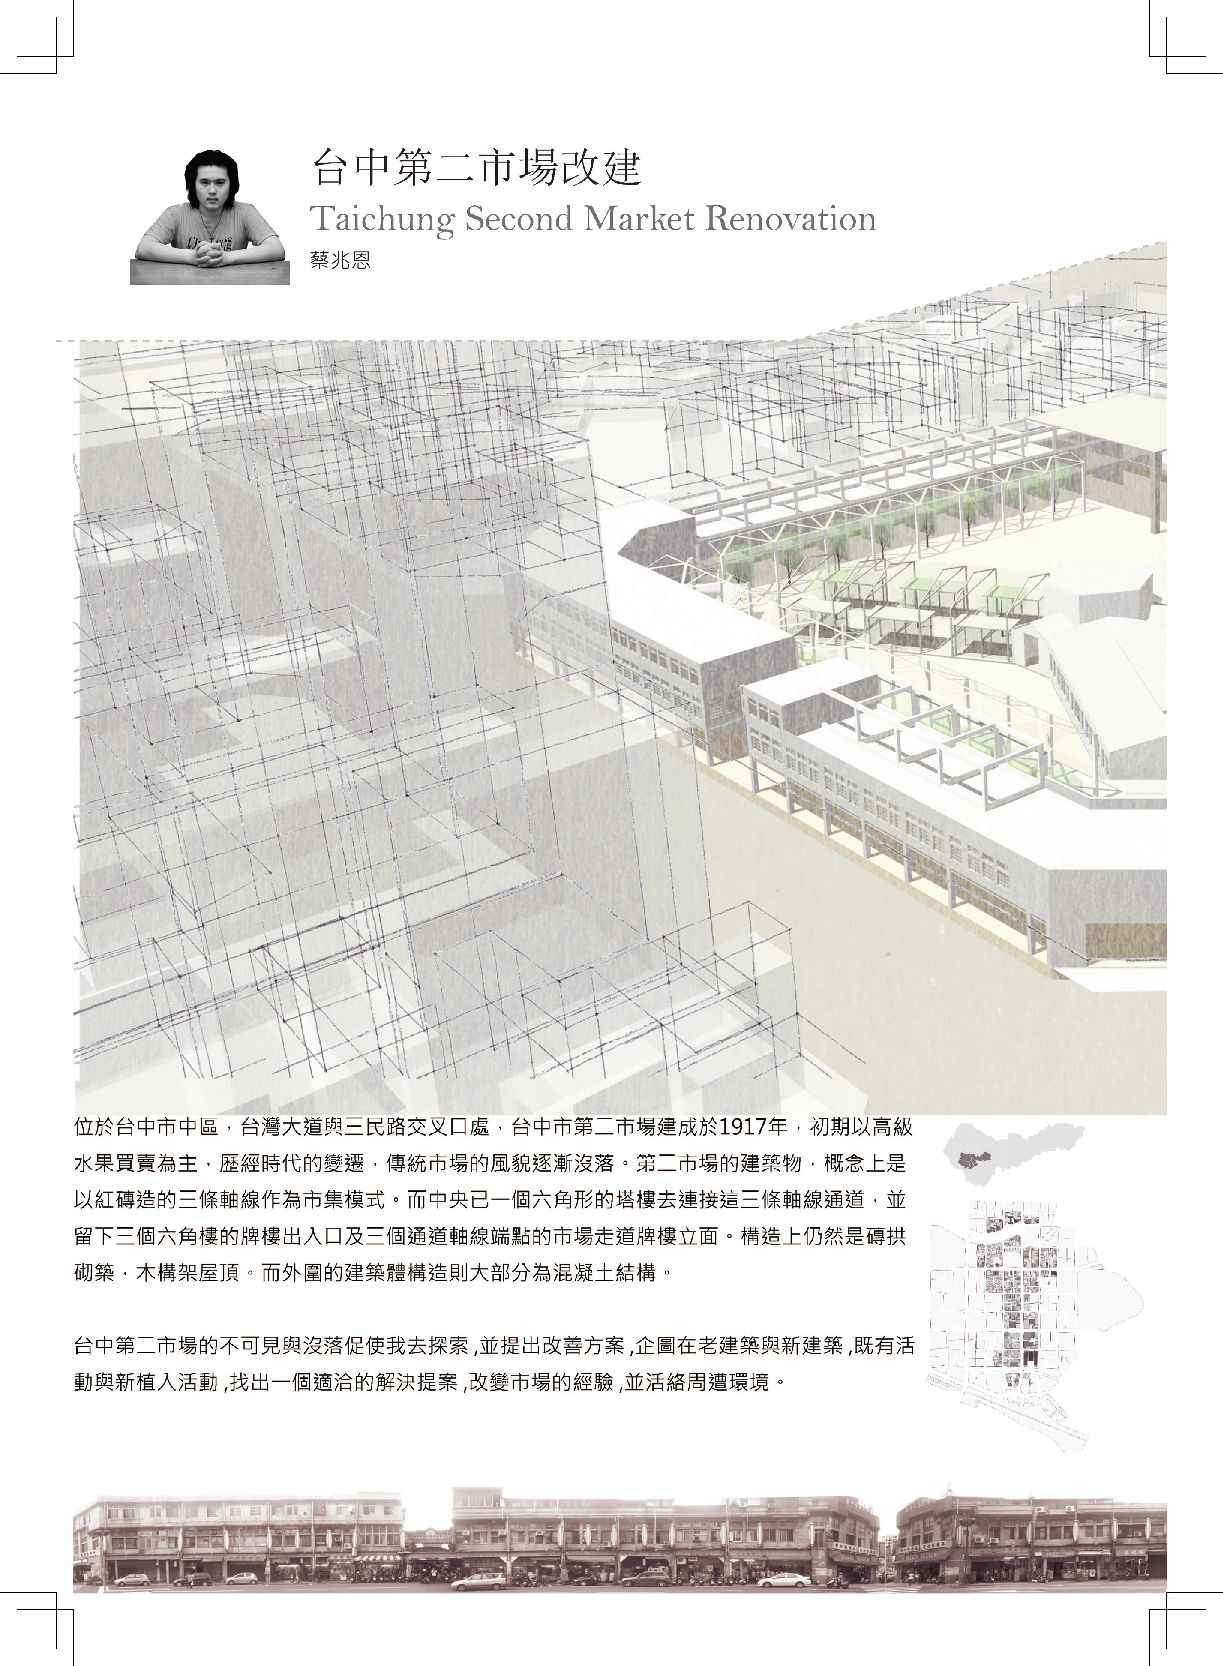 台中第二市場改建
Taichung Second Market Renovation
蔡兆恩
位於台中市中區，台灣大道與三民路交叉口處，台中市第二市場建成於1917年，初期以高級
水果買賣為主，歷經時代的變遷，傳統市場的風貌逐漸沒落。第二市場的建築物，概念上是
以紅磚造的三條軸線作為市集模式。而中央已一個六角形的塔樓去連接這三條軸線通道，並
留下三個六角樓的牌樓出入口及三個通道軸線端點的市場走道牌樓立面。構造上仍然是磚拱
砌築，木構架屋頂。而外圍的建築體構造則大部分為混凝土結構。
台中第二市場的不可見與沒落促使我去探索,並提出改善方案,企圖在老建築與新建築,既有活
動與新植入活動,找出一個適洽的解決提案,改變市場的經驗,並活絡周遭環境。